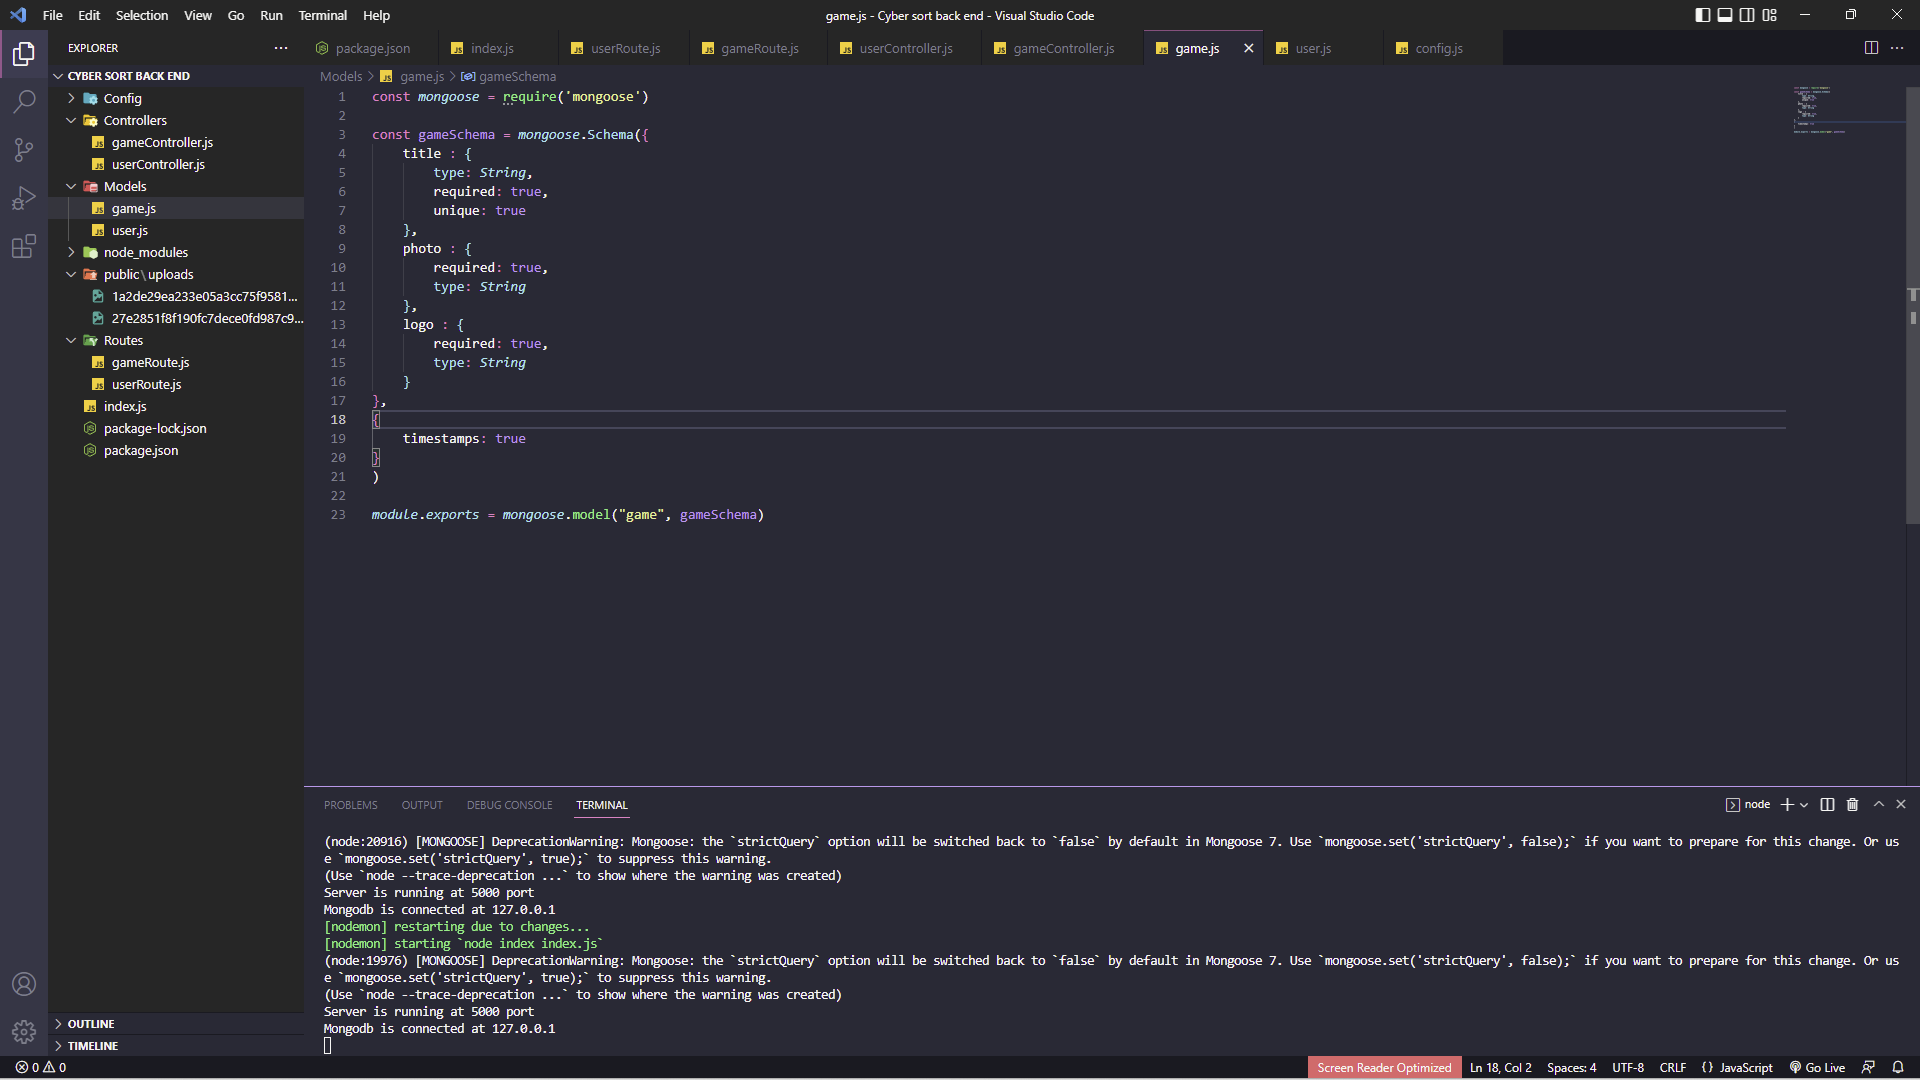 File Edit Selection View Go Run Terminal Help
game.js - Cyber sort back end - Visual Studio Code
EXPLORER
package.json
index.js
userRoute.js
gameRoute.js
userController.js
gameController.js
game.js
user.js
config.js
CYBER SORT BACK END
Config
Controllers
gameController.js
userController.js
Models
game.js
user.js
node_modules
public\uploads
1a2de29ea233e05a3cc75f9581...
27e2851f8f190fc7dece0fd987c9...
Routes
gameRoute.js
userRoute.js
index.js
package-lock.json
package.json
OUTLINE
TIMELINE
Models > game.js > gameSchema
1 const mongoose = require('mongoose')
2
3 const gameSchema = mongoose.Schema({
4 title : {
5 type: String,
6 required: true,
7 unique: true
8 },
9 photo : {
10 required: true,
11 type: String
12 },
13 logo : {
14 required: true,
15 type: String
16 }
17 },
18 {
19 timestamps: true
20 }
21 )
22
23 module.exports = mongoose.model("game", gameSchema)
PROBLEMS OUTPUT DEBUG CONSOLE TERMINAL
node
(node:20916) [MONGOOSE] DeprecationWarning: Mongoose: the `strictQuery` option will be switched back to `false` by default in Mongoose 7. Use `mongoose.set('strictQuery', false);` if you want to prepare for this change. Or us
e `mongoose.set('strictQuery', true);` to suppress this warning.
(Use `node --trace-deprecation ...` to show where the warning was created)
Server is running at 5000 port
Mongodb is connected at 127.0.0.1
[nodemon] restarting due to changes...
[nodemon] starting `node index index.js`
(node:19976) [MONGOOSE] DeprecationWarning: Mongoose: the `strictQuery` option will be switched back to `false` by default in Mongoose 7. Use `mongoose.set('strictQuery', false);` if you want to prepare for this change. Or us
e `mongoose.set('strictQuery', true);` to suppress this warning.
(Use `node --trace-deprecation ...` to show where the warning was created)
Server is running at 5000 port
Mongodb is connected at 127.0.0.1
0 0
Screen Reader Optimized Ln 18, Col 2 Spaces: 4 UTF-8 CRLF {} JavaScript Go Live